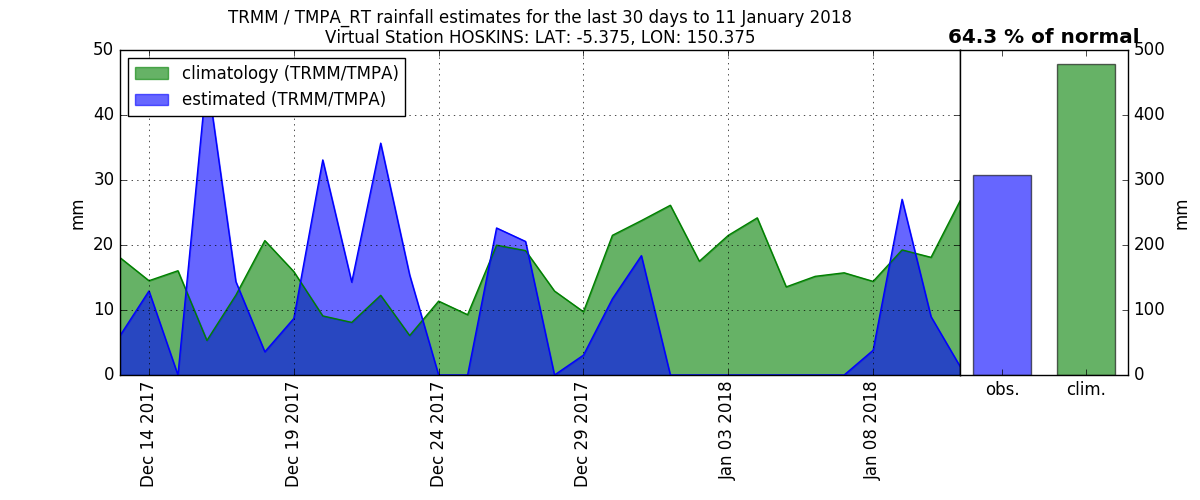 TRMM / TMPA_RT rainfall estimates for the last 30 days to 11 January 2018
Virtual Station HOSKINS: LAT: -5.375, LON: 150.375
64.3 % of normal
climatology (TRMM/TMPA)
estimated (TRMM/TMPA)
50
40
30
20
10
0
mm
Dec 14 2017
Dec 19 2017
Dec 24 2017
Dec 29 2017
Jan 03 2018
Jan 08 2018
obs.
clim.
500
400
300
200
100
0
mm